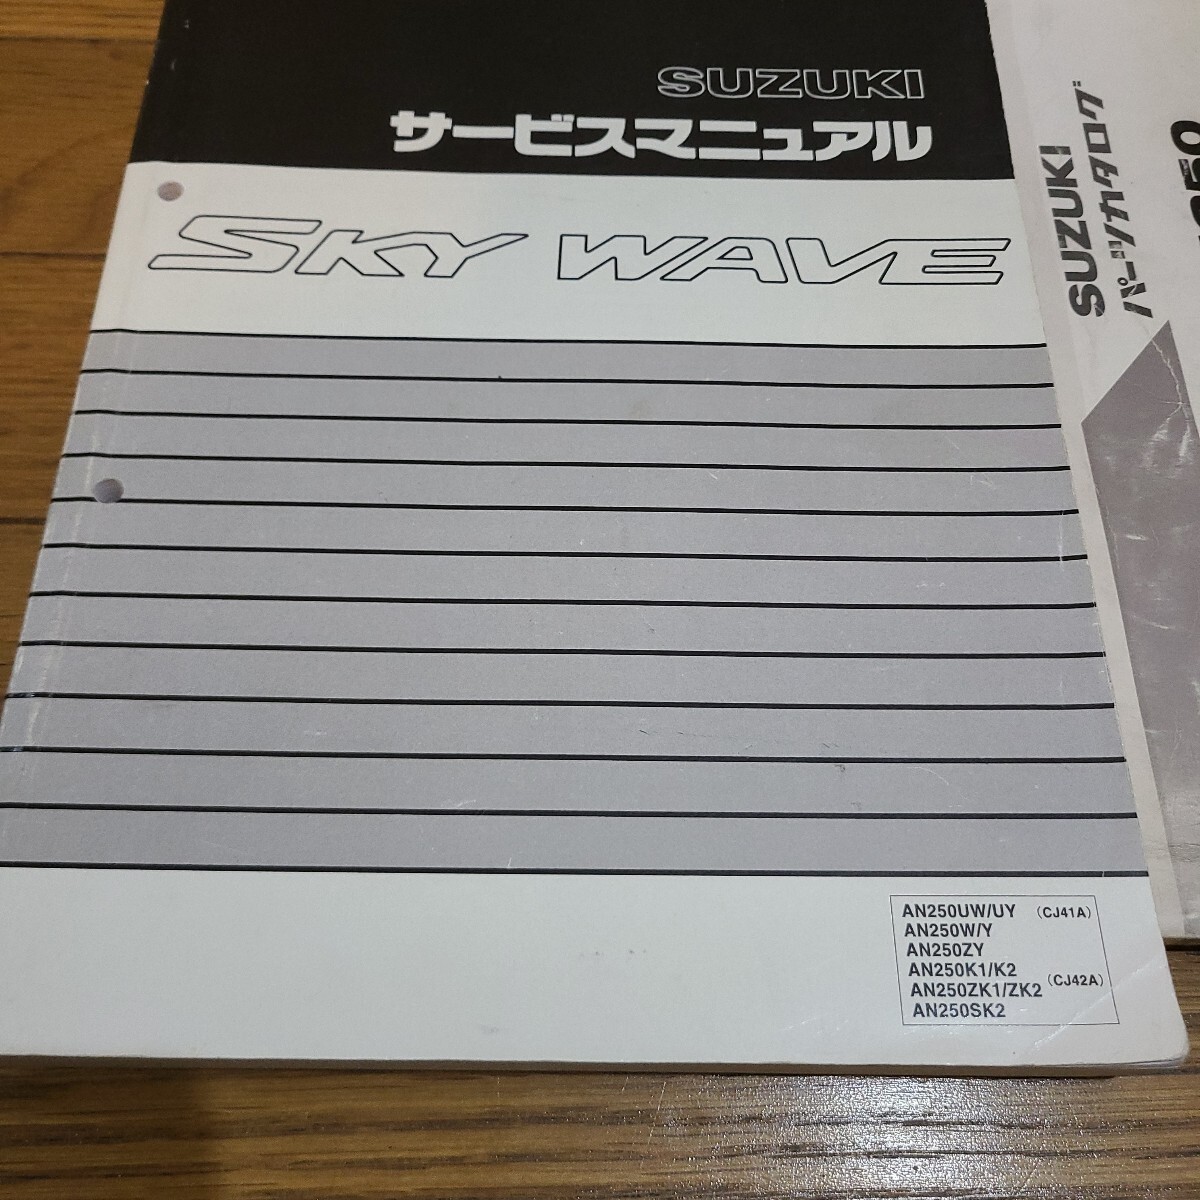 SUZUKI
サービスマニュアル
SKY WAVE
AN250UW/UY (CJ41A)
AN250W/Y
AN250ZY
AN250K1/K2
AN250ZK1/ZK2 (CJ42A)
AN250SK2
SUZUKI
パーツカタログ